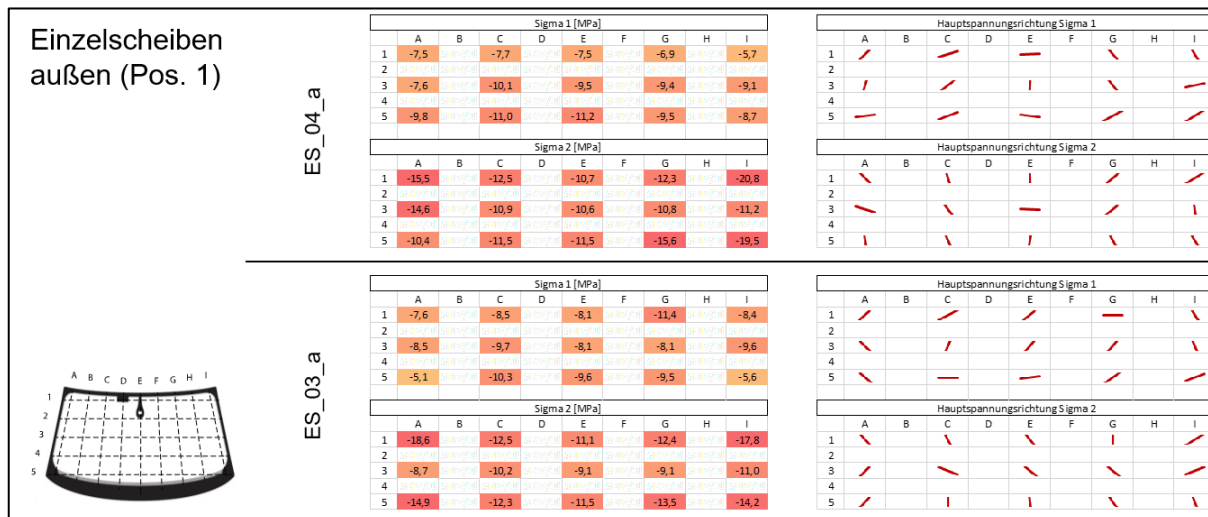 Einzelscheiben
außen (Pos. 1)
ES_04_a
Sigma 1 [MPa]
A B C D E F G H I
1 -7,5 -7,7 -7,5 -6,9 -5,7
2
3 -7,6 -10,1 -9,5 -9,4 -9,1
4
5 -9,8 -11,0 -11,2 -9,5 -8,7
Hauptspannungsrichtung Sigma 1
A B C D E F G H I
1
2
3
4
5
Sigma 2 [MPa]
A B C D E F G H I
1 -15,5 -12,5 -10,7 -12,3 -20,8
2
3 -14,6 -10,9 -10,6 -10,8 -11,2
4
5 -10,4 -11,5 -11,5 -15,6 -19,5
Hauptspannungsrichtung Sigma 2
A B C D E F G H I
1
2
3
4
5
ES_03_a
Sigma 1 [MPa]
A B C D E F G H I
1 -7,6 -8,5 -8,1 -11,4 -8,4
2
3 -8,5 -9,7 -8,1 -8,1 -9,6
4
5 -5,1 -10,3 -9,6 -9,5 -5,6
Hauptspannungsrichtung Sigma 1
A B C D E F G H I
1
2
3
4
5
Sigma 2 [MPa]
A B C D E F G H I
1 -18,6 -12,5 -11,1 -12,4 -17,8
2
3 -8,7 -10,2 -9,1 -9,1 -11,0
4
5 -14,9 -12,3 -11,5 -13,5 -14,2
Hauptspannungsrichtung Sigma 2
A B C D E F G H I
1
2
3
4
5
A B C D E F G H I
1
2
3
4
5